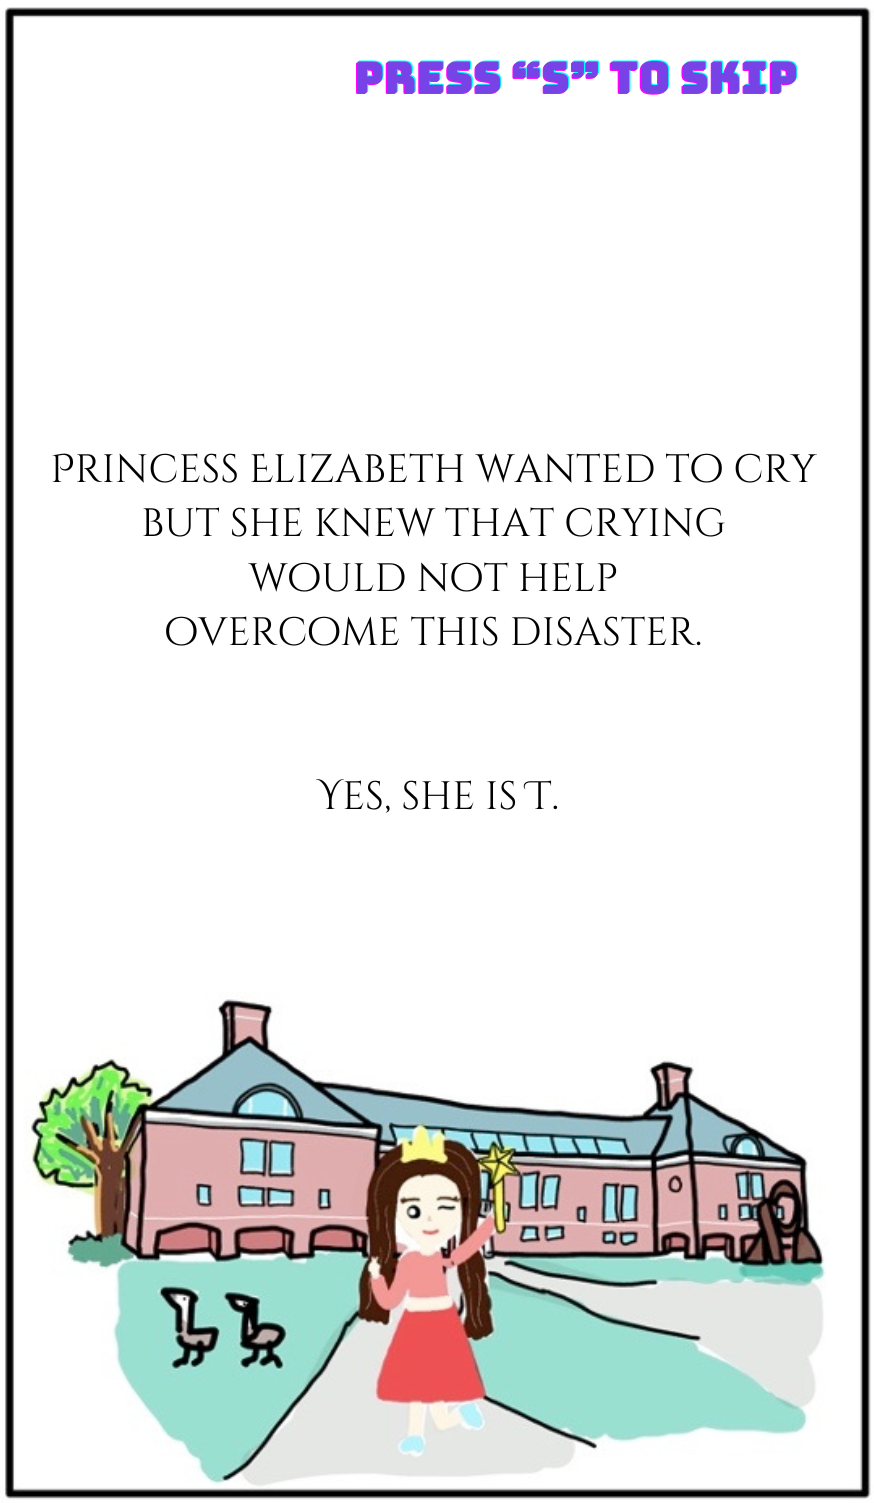 PRESS “S” TO SKIP
PRINCESS ELIZABETH WANTED TO CRY
BUT SHE KNEW THAT CRYING
WOULD NOT HELP
OVERCOME THIS DISASTER.
YES, SHE IS T.